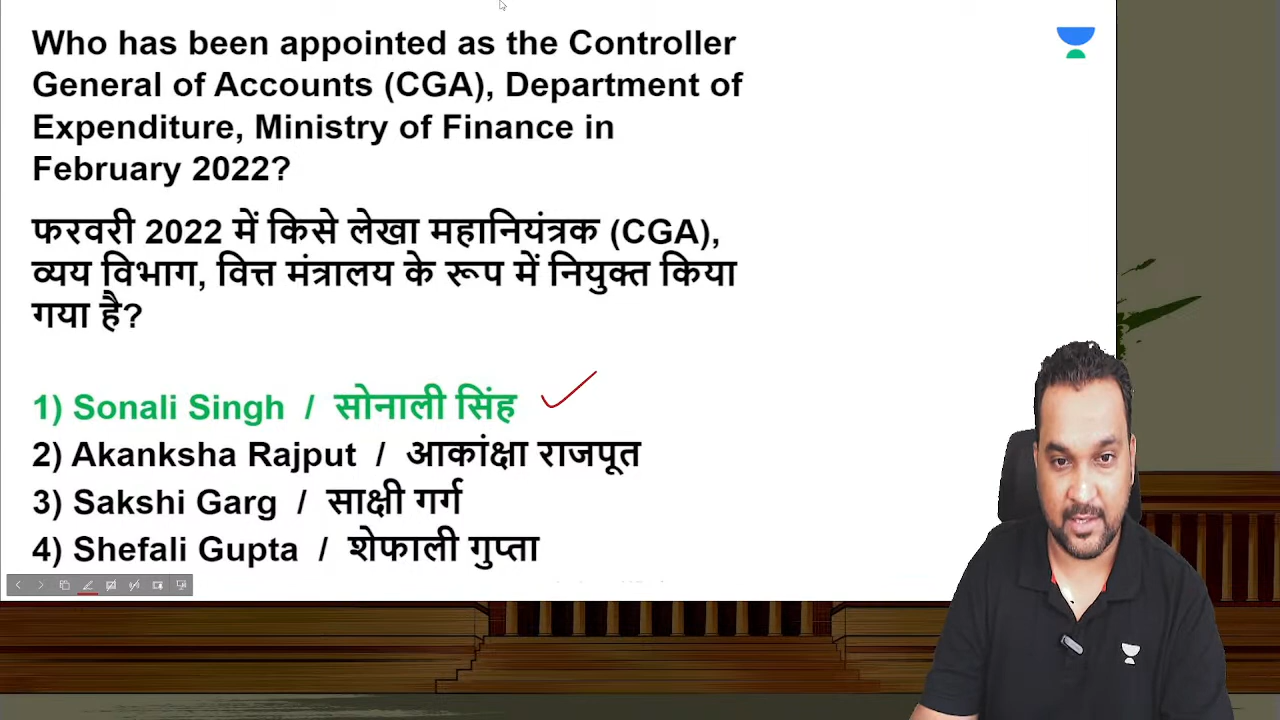 Who has been appointed as the Controller
General of Accounts (CGA), Department of
Expenditure, Ministry of Finance in
February 2022?
फरवरी 2022 में किसे लेखा महानियंत्रक (CGA),
व्यय विभाग, वित्त मंत्रालय के रूप में नियुक्त किया
गया है?
1) Sonali Singh / सोनाली सिंह
2) Akanksha Rajput / आकांक्षा राजपूत
3) Sakshi Garg / साक्षी गर्ग
4) Shefali Gupta / शेफाली गुप्ता